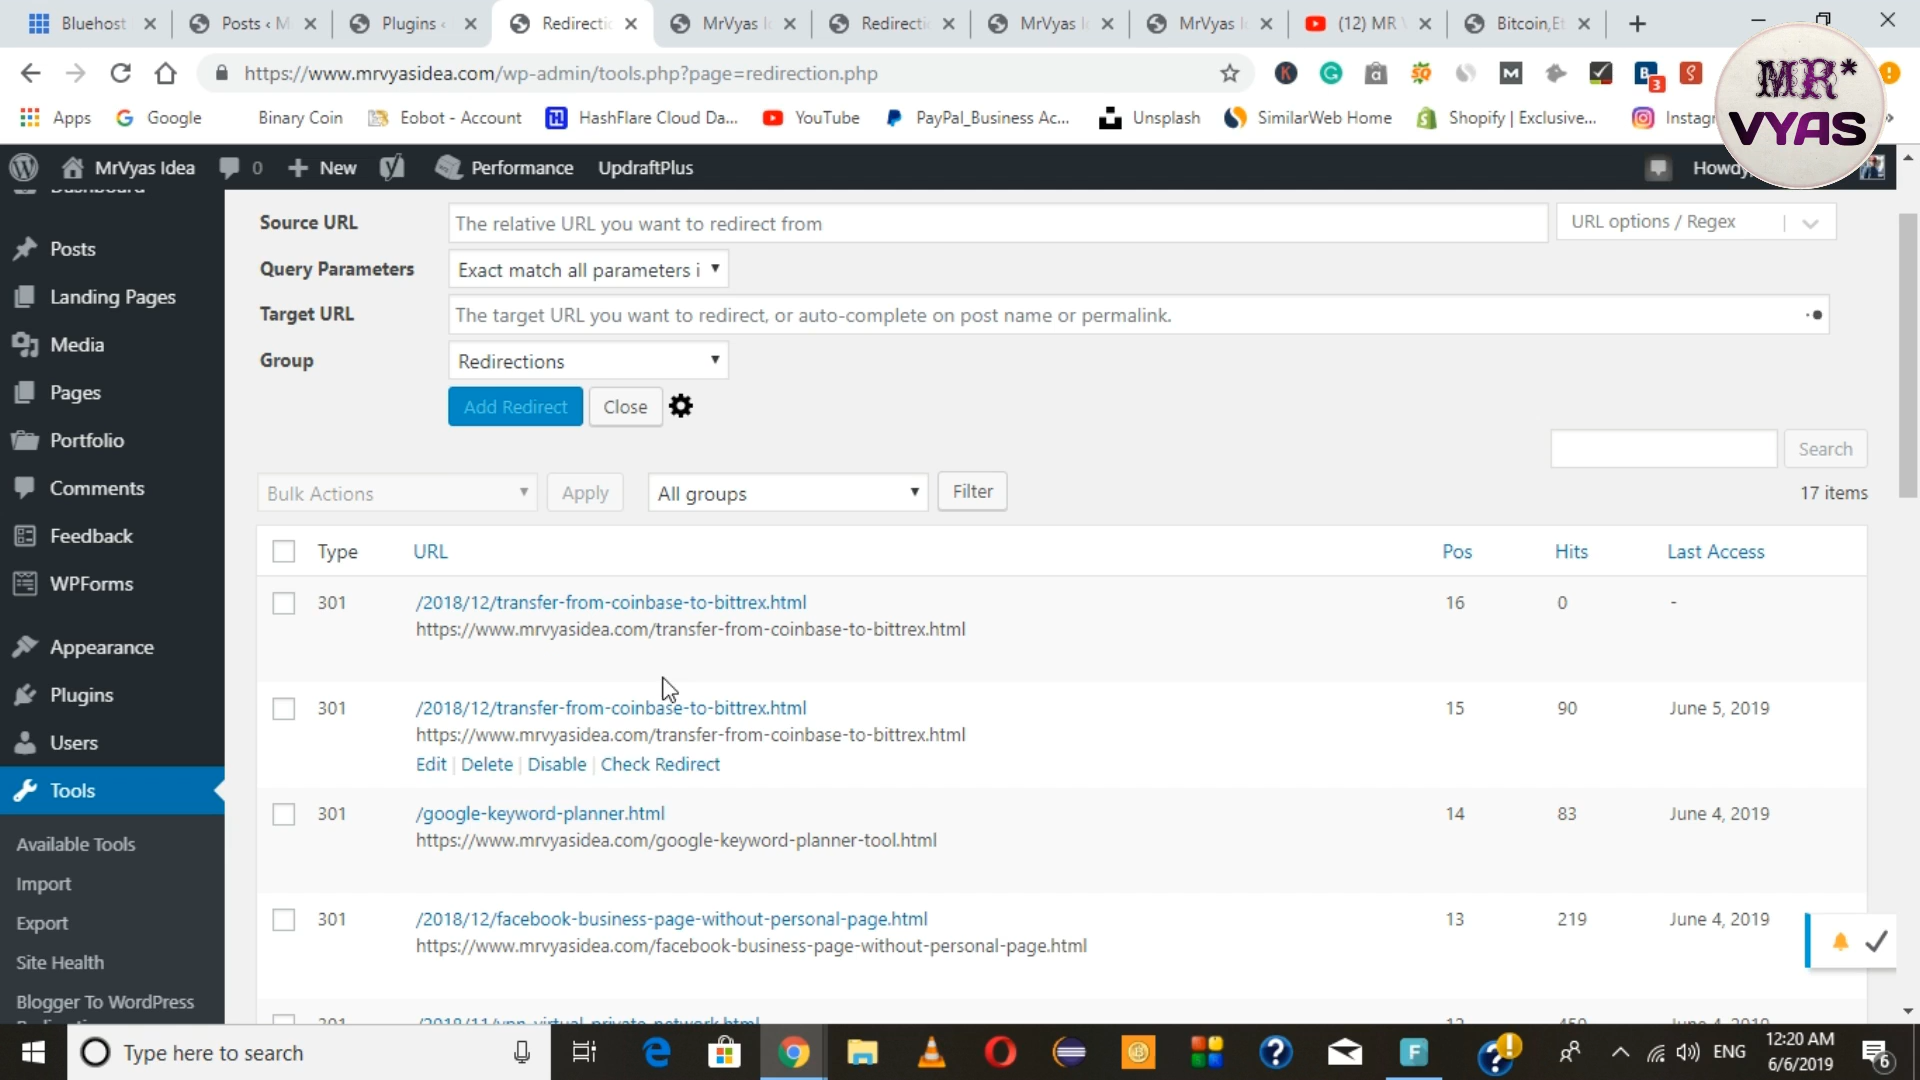 Bluehost
Posts ‹ M
Plugins ‹
Redirectio
MrVyas I
Redirecti
MrVyas I
MrVyas I
(12) MR
Bitcoin,Et
https://www.mrvyasidea.com/wp-admin/tools.php?page=redirection.php
3
Apps
Google
Binary Coin
Eobot - Account
HashFlare Cloud Da...
YouTube
PayPal_Business Ac...
Unsplash
SimilarWeb Home
Shopify | Exclusive...
Instag
MR*
VYAS
MrVyas Idea
0
New
Performance
UpdraftPlus
Howdy,
Dashboard
Posts
Landing Pages
Media
Pages
Portfolio
Comments
Feedback
WPForms
Appearance
Plugins
Users
Tools
Available Tools
Import
Export
Site Health
Blogger To WordPress
Source URL
The relative URL you want to redirect from
URL options / Regex
Query Parameters
Exact match all parameters i
Target URL
The target URL you want to redirect, or auto-complete on post name or permalink.
Group
Redirections
Add Redirect
Close
Search
Bulk Actions
Apply
All groups
Filter
17 items
Type URL Pos Hits Last Access
301 /2018/12/transfer-from-coinbase-to-bittrex.html 16 0 -
https://www.mrvyasidea.com/transfer-from-coinbase-to-bittrex.html
301 /2018/12/transfer-from-coinbase-to-bittrex.html 15 90 June 5, 2019
https://www.mrvyasidea.com/transfer-from-coinbase-to-bittrex.html
Edit | Delete | Disable | Check Redirect
301 /google-keyword-planner.html 14 83 June 4, 2019
https://www.mrvyasidea.com/google-keyword-planner-tool.html
301 /2018/12/facebook-business-page-without-personal-page.html 13 219 June 4, 2019
https://www.mrvyasidea.com/facebook-business-page-without-personal-page.html
301 /2018/11/vpn-virtual-private-network.html 12 459 June 4, 2019
Type here to search
ENG
12:20 AM
6/6/2019
6